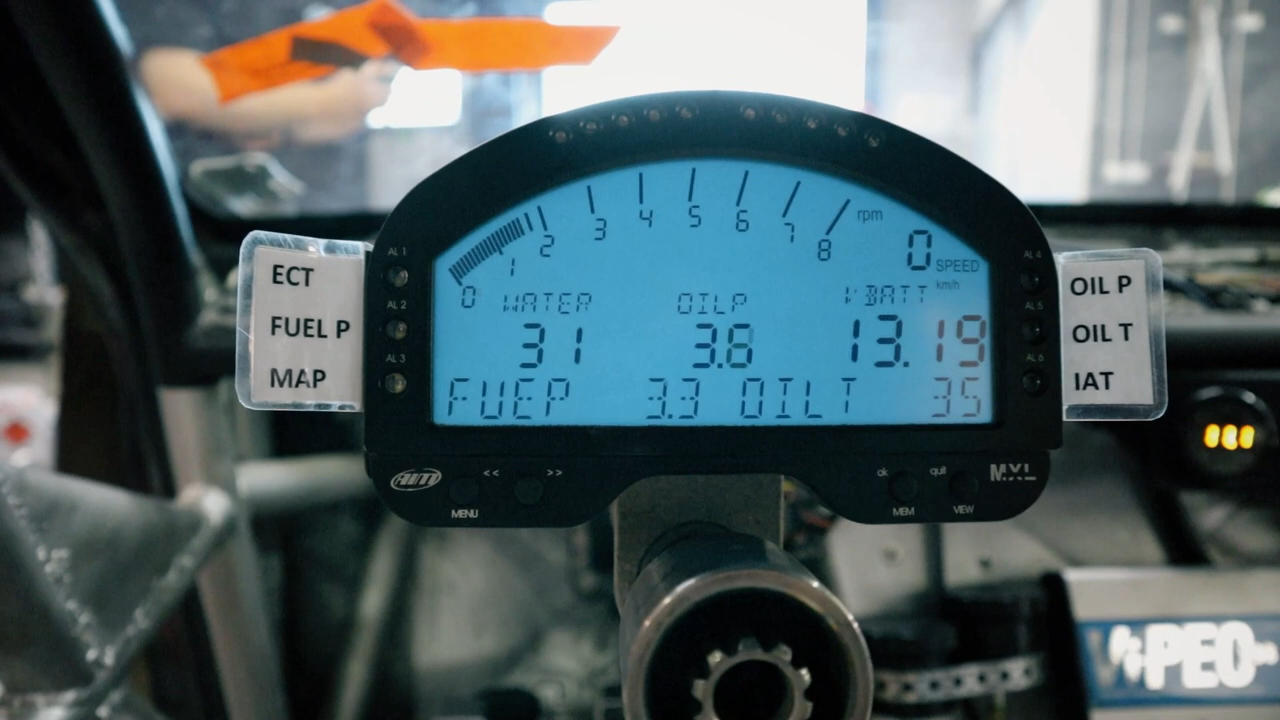 ECT
FUEL P
MAP
AL 1
AL 2
AL 3
0 1 2 3 4 5 6 7 8 rpm
0 SPEED
km/h
WATER OILP VBATT
31 3.6 13.19
FUEP 3.3 OILT 35
AL 4
AL 5
AL 6
OIL P
OIL T
IAT
AiM << >> ok quit MXL
MENU MEM VIEW
PEO